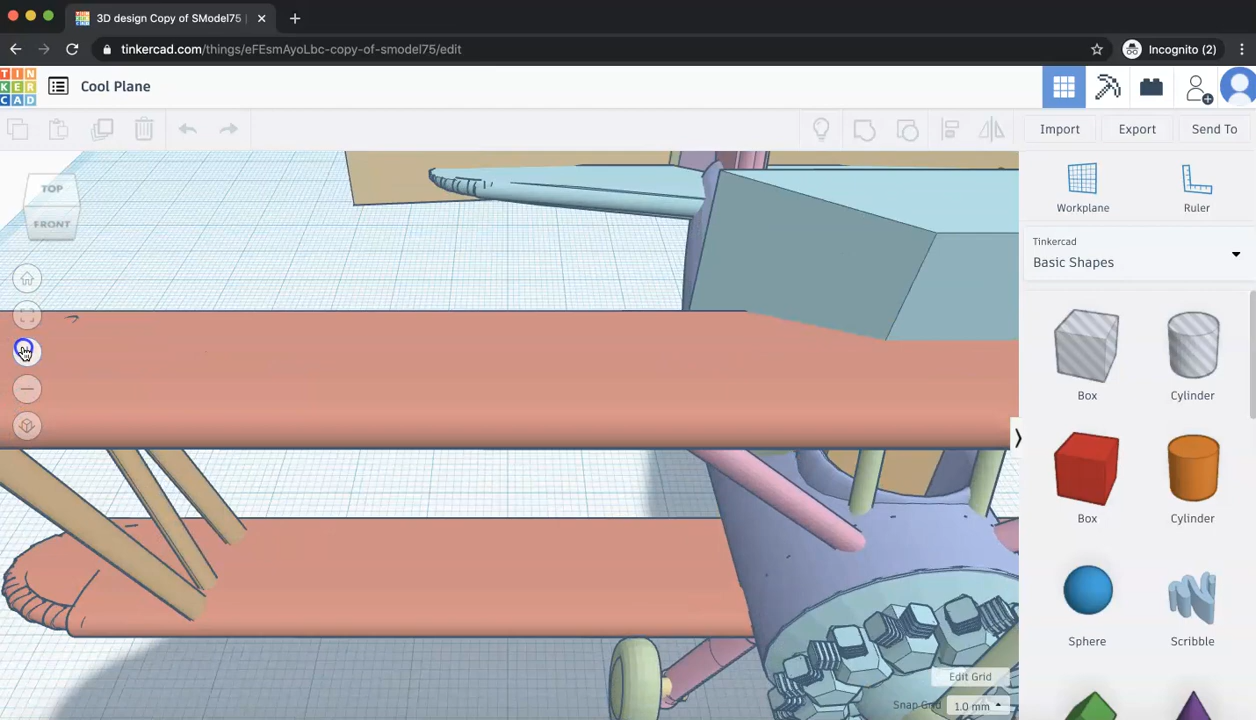 3D design Copy of SModel75 |
tinkercad.com/things/eFEsmAyoLbc-copy-of-smodel75/edit
Incognito (2)
TIN
KER
CAD
Cool Plane
Import
Export
Send To
TOP
FRONT
Workplane
Ruler
Tinkercad
Basic Shapes
Box
Cylinder
Box
Cylinder
Sphere
Scribble
Edit Grid
Snap Grid
1.0 mm